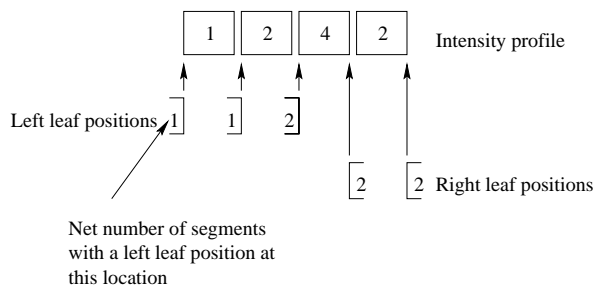 1 2 4 2 Intensity profile
Left leaf positions 1 1 2
2 2 Right leaf positions
Net number of segments
with a left leaf position at
this location